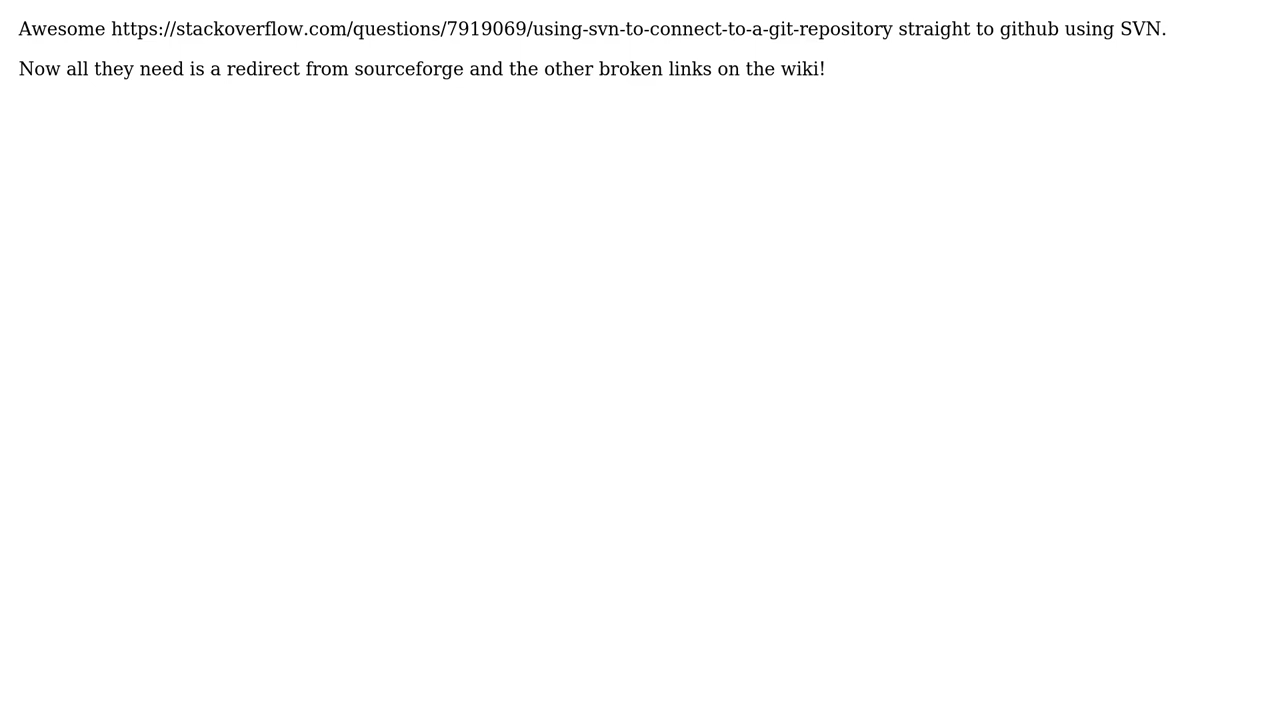 Awesome https://stackoverflow.com/questions/7919069/using-svn-to-connect-to-a-git-repository straight to github using SVN.
Now all they need is a redirect from sourceforge and the other broken links on the wiki!